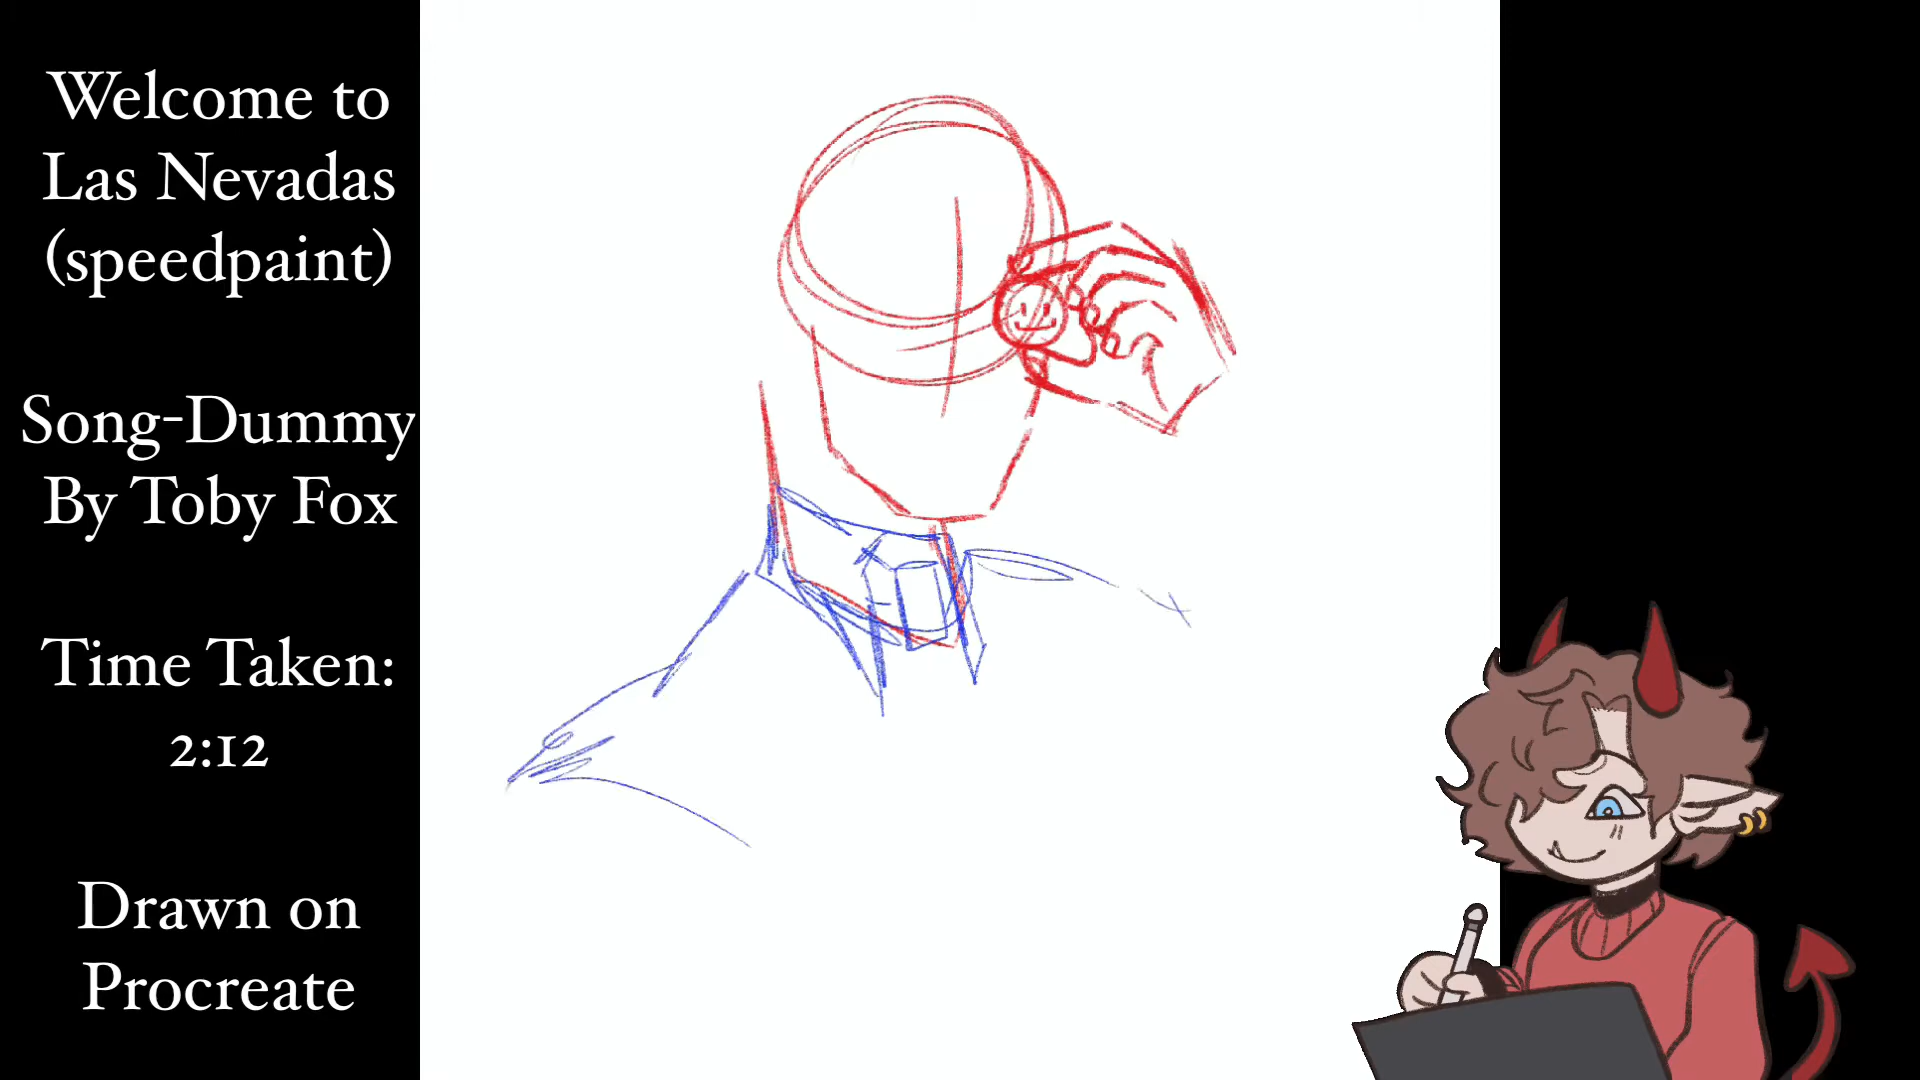 Welcome to
Las Nevadas
(speedpaint)
Song-Dummy
By Toby Fox
Time Taken:
2:12
Drawn on
Procreate